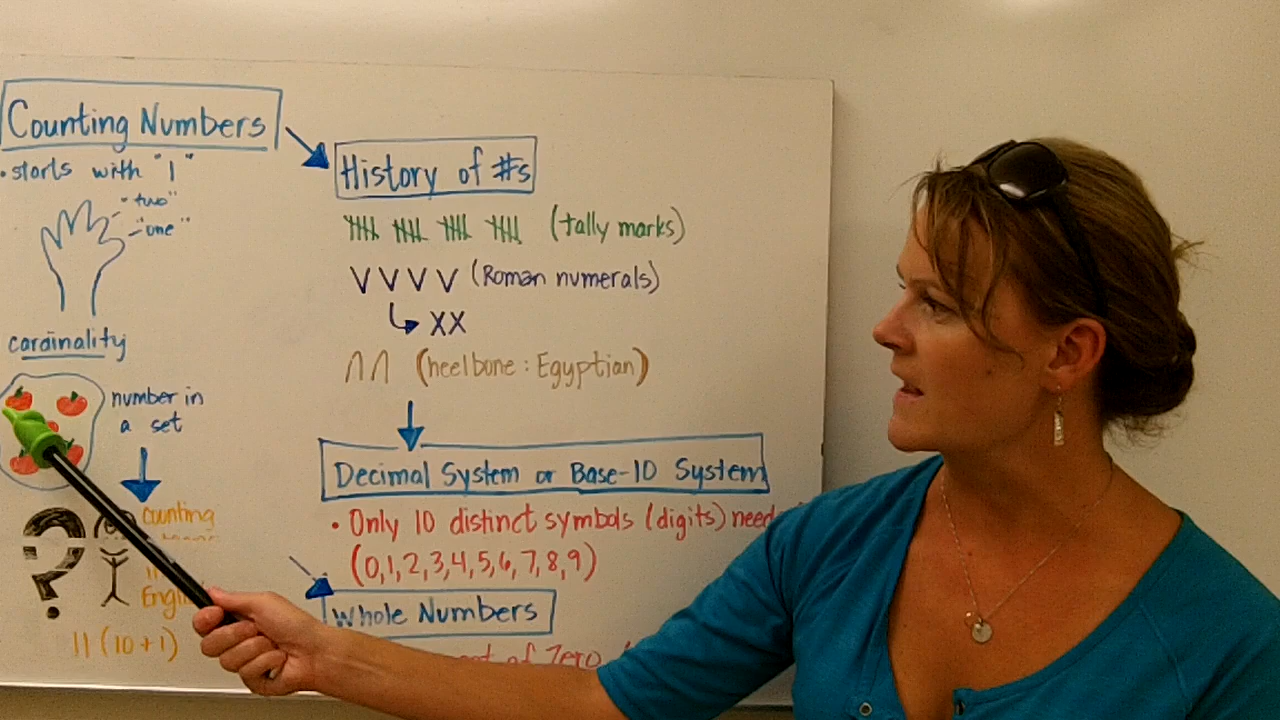 Counting Numbers
• starts with "1"
"two"
"one"
cardinality
number in
a set
counting
11 (10+1)
History of #s
(tally marks)
V V V V (Roman numerals)
XX
∩∩ (heelbone : Egyptian)
Decimal System or Base-10 System
• Only 10 distinct symbols (digits)
(0,1,2,3,4,5,6,7,8,9)
Whole Numbers
of Zero